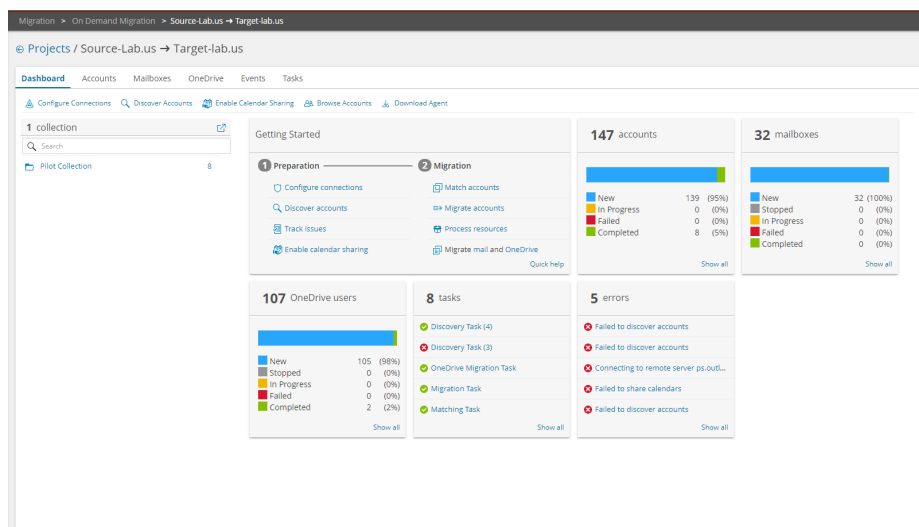 Migration > On Demand Migration > Source-Lab.us → Target-lab.us
Projects / Source-Lab.us → Target-lab.us
Dashboard Accounts Mailboxes OneDrive Events Tasks
Configure Connections Discover Accounts Enable Calendar Sharing Browse Accounts Download Agent
1 collection
Search
Pilot Collection 8
Getting Started
1 Preparation
Configure connections
Discover accounts
Track issues
Enable calendar sharing
2 Migration
Match accounts
Migrate accounts
Process resources
Migrate mail and OneDrive
Quick help
147 accounts
New 139 (95%)
In Progress 0 (0%)
Failed 0 (0%)
Completed 8 (5%)
Show all
32 mailboxes
New 32 (100%)
Stopped 0 (0%)
In Progress 0 (0%)
Failed 0 (0%)
Completed 0 (0%)
Show all
107 OneDrive users
New 105 (98%)
Stopped 0 (0%)
In Progress 0 (0%)
Failed 0 (0%)
Completed 2 (2%)
Show all
8 tasks
Discovery Task (4)
Discovery Task (3)
OneDrive Migration Task
Migration Task
Matching Task
Show all
5 errors
Failed to discover accounts
Failed to discover accounts
Connecting to remote server ps.outl...
Failed to share calendars
Failed to discover accounts
Show all